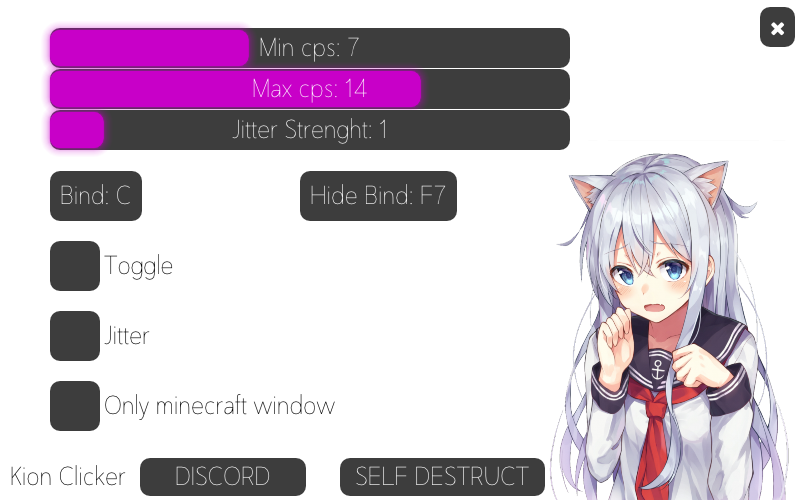 Min cps: 7
Max cps: 14
Jitter Strenght: 1
Bind: C
Hide Bind: F7
Toggle
Jitter
Only minecraft window
Kion Clicker
DISCORD
SELF DESTRUCT